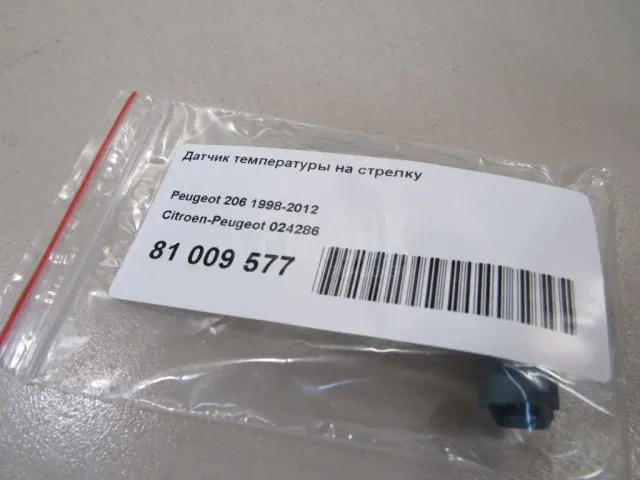 Датчик температуры на стрелку
Peugeot 206 1998-2012
Citroen-Peugeot 024286
81 009 577